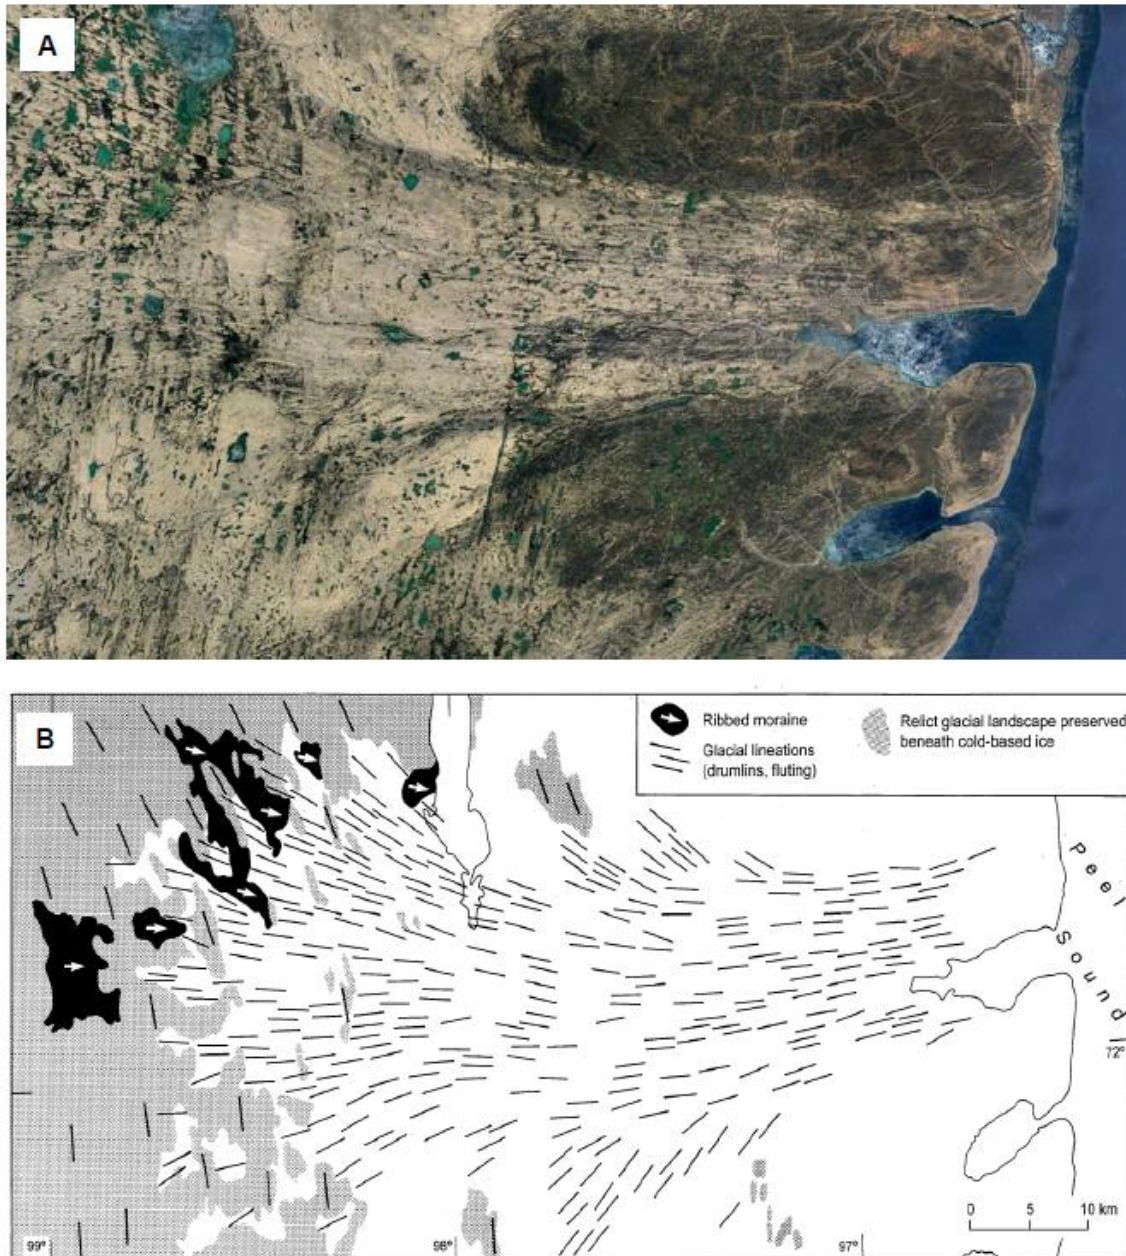 A
B
Ribbed moraine
Glacial lineations
(drumlins, fluting)
Relict glacial landscape preserved
beneath cold-based ice
Peel
Sound
72°
0 5 10 km
99° 98° 97°